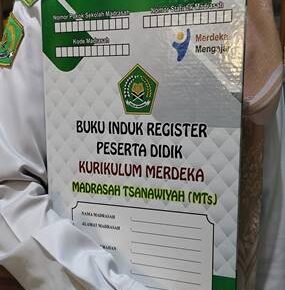 Nomor Pokok Sekolah Madrasah
Nomor Statistik Madrasah
Kode Madrasah
Merdeka
Mengajar
BUKU INDUK REGISTER
PESERTA DIDIK
KURIKULUM MERDEKA
MADRASAH TSANAWIYAH (MTs)
NAMA MADRASAH
ALAMAT MADRASAH